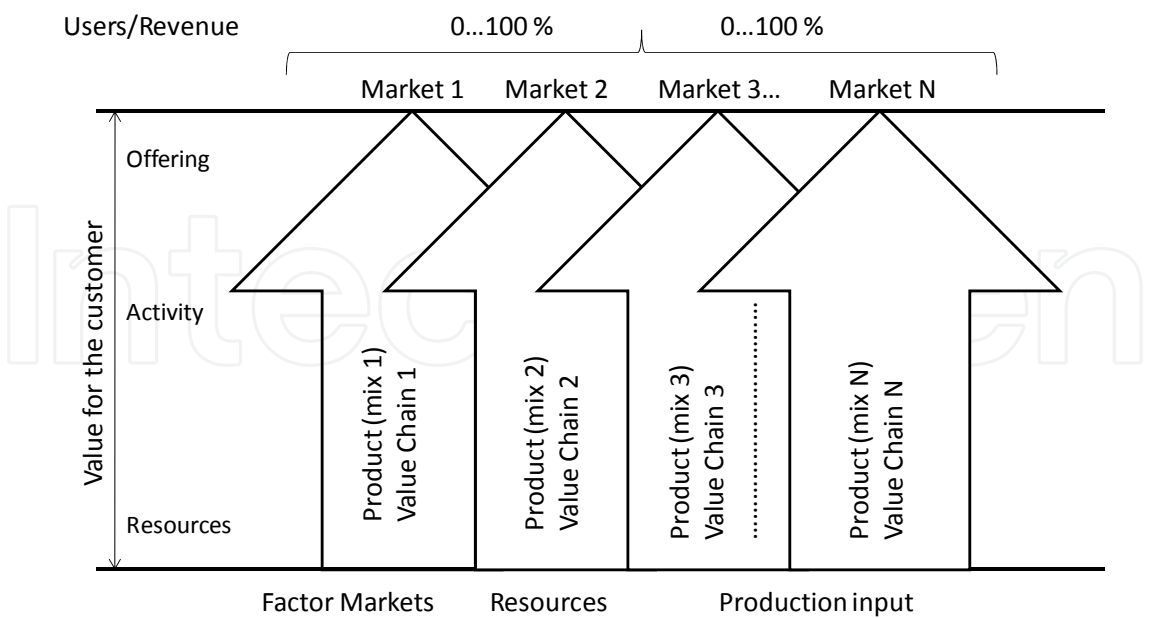 Users/Revenue 0...100 % 0...100 %
Market 1 Market 2 Market 3... Market N
Offering
Value for the customer
Activity
Product (mix 1)
Value Chain 1
Product (mix 2)
Value Chain 2
Product (mix 3)
Value Chain 3
Product (mix N)
Value Chain N
Resources
Factor Markets Resources Production input